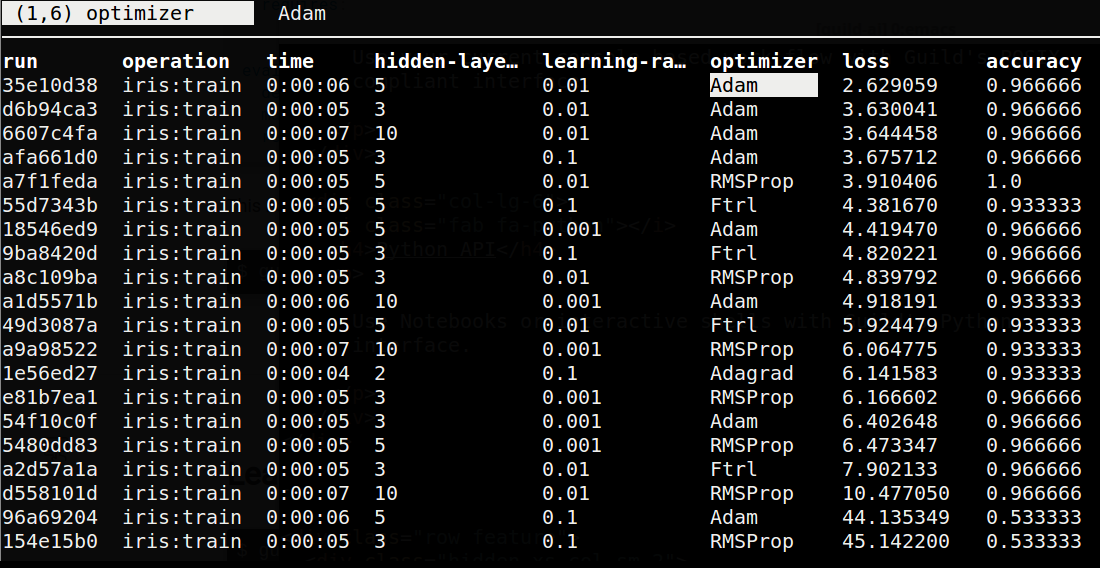 (1,6) optimizer Adam
run operation time hidden-laye… learning-ra… optimizer loss accuracy
35e10d38 iris:train 0:00:06 5 0.01 Adam 2.629059 0.966666
d6b94ca3 iris:train 0:00:05 3 0.01 Adam 3.630041 0.966666
6607c4fa iris:train 0:00:07 10 0.01 Adam 3.644458 0.966666
afa661d0 iris:train 0:00:05 3 0.1 Adam 3.675712 0.966666
a7f1feda iris:train 0:00:05 5 0.01 RMSProp 3.910406 1.0
55d7343b iris:train 0:00:05 5 0.1 Ftrl 4.381670 0.933333
18546ed9 iris:train 0:00:05 5 0.001 Adam 4.419470 0.966666
9ba8420d iris:train 0:00:05 3 0.1 Ftrl 4.820221 0.966666
a8c109ba iris:train 0:00:05 3 0.01 RMSProp 4.839792 0.966666
a1d5571b iris:train 0:00:06 10 0.001 Adam 4.918191 0.933333
49d3087a iris:train 0:00:05 5 0.01 Ftrl 5.924479 0.933333
a9a98522 iris:train 0:00:07 10 0.001 RMSProp 6.064775 0.933333
1e56ed27 iris:train 0:00:04 2 0.1 Adagrad 6.141583 0.933333
e81b7ea1 iris:train 0:00:05 3 0.001 RMSProp 6.166602 0.966666
54f10c0f iris:train 0:00:05 3 0.001 Adam 6.402648 0.966666
5480dd83 iris:train 0:00:05 5 0.001 RMSProp 6.473347 0.966666
a2d57a1a iris:train 0:00:05 3 0.01 Ftrl 7.902133 0.966666
d558101d iris:train 0:00:07 10 0.01 RMSProp 10.477050 0.966666
96a69204 iris:train 0:00:06 5 0.1 Adam 44.135349 0.533333
154e15b0 iris:train 0:00:05 3 0.1 RMSProp 45.142200 0.533333